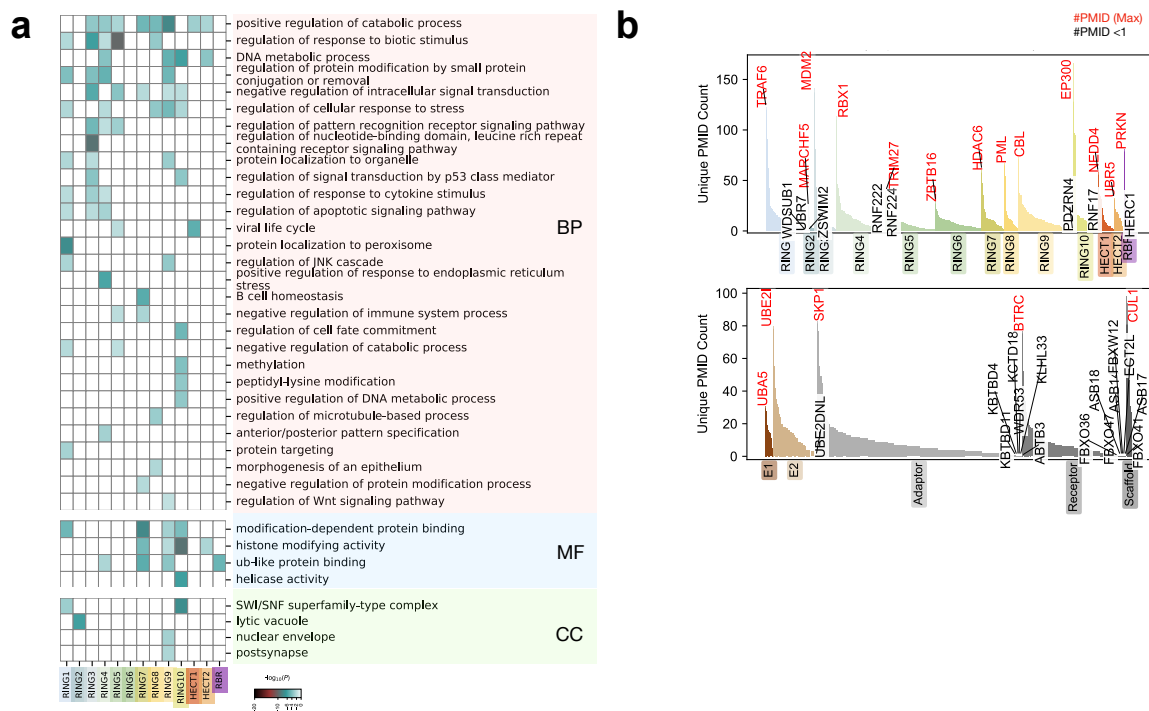 a
positive regulation of catabolic process
regulation of response to biotic stimulus
DNA metabolic process
regulation of protein modification by small protein
conjugation or removal
negative regulation of intracellular signal transduction
regulation of cellular response to stress
regulation of pattern recognition receptor signaling pathway
regulation of nucleotide-binding domain, leucine rich repeat
containing receptor signaling pathway
protein localization to organelle
regulation of signal transduction by p53 class mediator
regulation of response to cytokine stimulus
regulation of apoptotic signaling pathway
viral life cycle
protein localization to peroxisome
regulation of JNK cascade
positive regulation of response to endoplasmic reticulum
stress
B cell homeostasis
negative regulation of immune system process
regulation of cell fate commitment
negative regulation of catabolic process
methylation
peptidyl-lysine modification
positive regulation of DNA metabolic process
regulation of microtubule-based process
anterior/posterior pattern specification
protein targeting
morphogenesis of an epithelium
negative regulation of protein modification process
regulation of Wnt signaling pathway
BP
modification-dependent protein binding
histone modifying activity
ub-like protein binding
helicase activity
MF
SWI/SNF superfamily-type complex
lytic vacuole
nuclear envelope
postsynapse
CC
RING1
RING2
RING3
RING4
RING5
RING6
RING7
RING8
RING9
RING10
HECT1
HECT2
RBR
-log10(P)
b
#PMID (Max)
#PMID <1
Unique PMID Count
150
100
50
0
TRAF6
WDSUB1
UBR7
MARCHF5
MDM2
ZSWIM2
RBX1
RNF222
RNF224
TRIM27
ZBTB16
HDAC6
PML
CBL
EP300
PDZRN4
RNF17
NEDD4
UBR5
PRKN
HERC1
RING
RING2
RING
RING4
RING5
RING6
RING7
RING8
RING9
RING10
HECT1
HECT2
Unique PMID Count
100
80
60
40
20
0
UBA5
SKP1
UBE2DNL
KBTBD4
KBTBD11
KCTD18
WDR53
BTRC
KLHL33
ABTB3
FBXO36
ASB18
FBXO47
FBXW12
ECT2L
CUL1
ASB17
FBXO41
E1
E2
Adaptor
Receptor
Scaffold